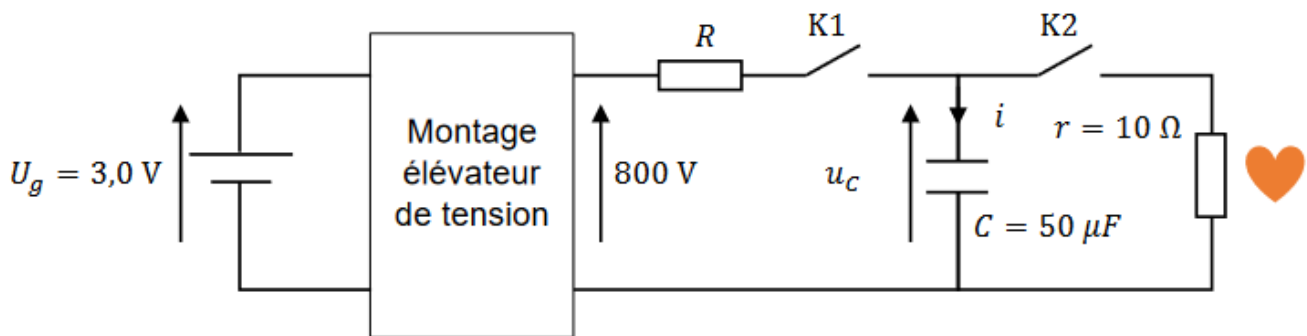 K1
K2
R
Montage
élévateur
de tension
U_g = 3,0 V
800 V
u_C
i
r = 10 Ω
C = 50 μF